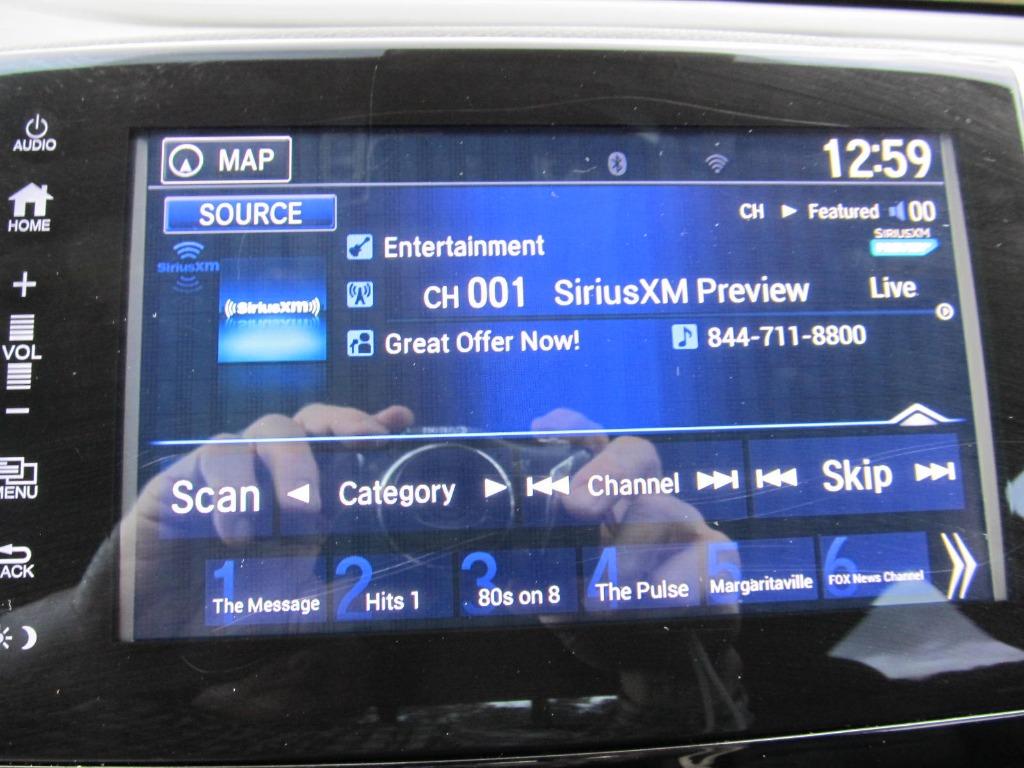 AUDIO
HOME
+
VOL
−
MENU
BACK
MAP
12:59
SOURCE
CH ▶ Featured 00
SIRIUSXM
SiriusXM
Entertainment
((SiriusXM))
CH 001 SiriusXM Preview Live
Great Offer Now! 844-711-8800
Scan ◀ Category ▶ Channel Skip
1 The Message
2 Hits 1
3 80s on 8
4 The Pulse
5 Margaritaville
6 FOX News Channel